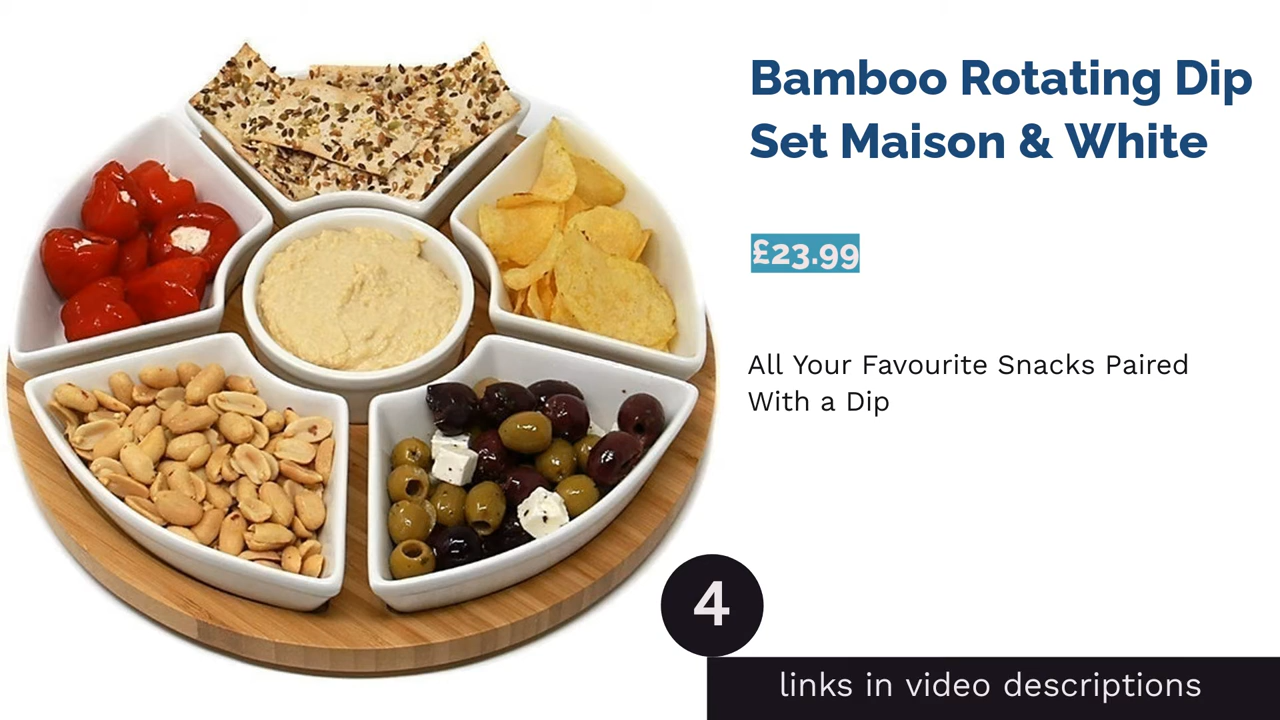 Bamboo Rotating Dip
Set Maison & White
£23.99
All Your Favourite Snacks Paired
With a Dip
4
links in video descriptions